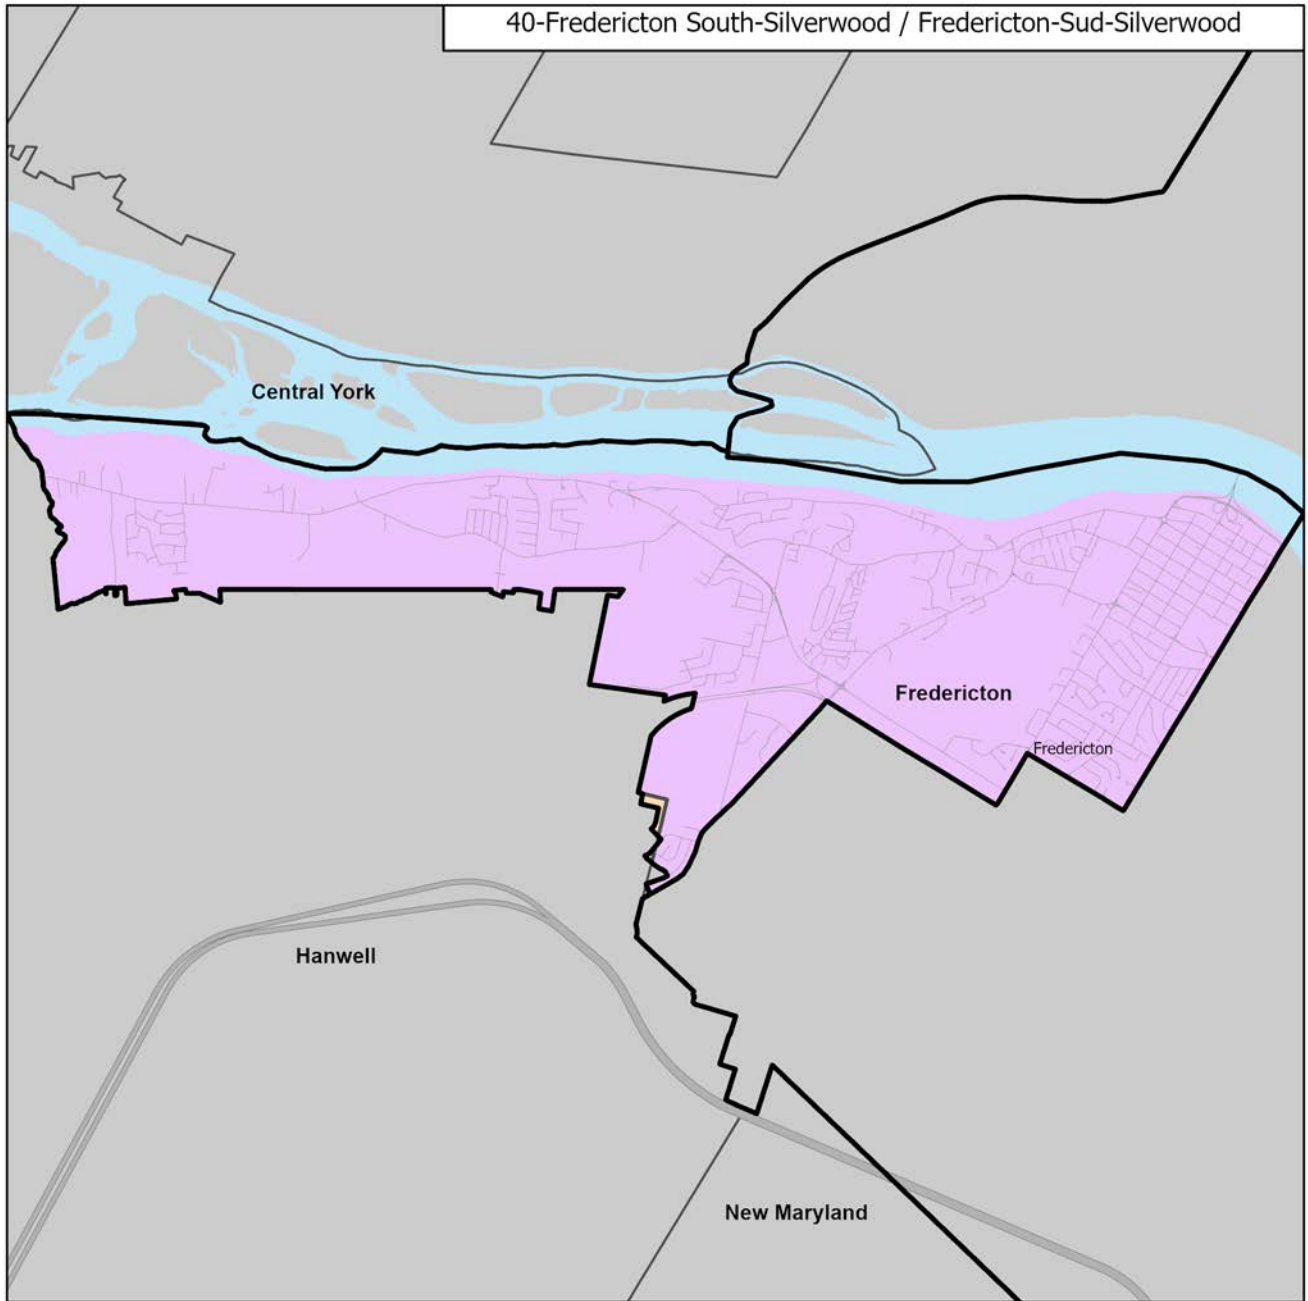 40-Fredericton South-Silverwood / Fredericton-Sud-Silverwood
Central York
Fredericton
Fredericton
Hanwell
New Maryland